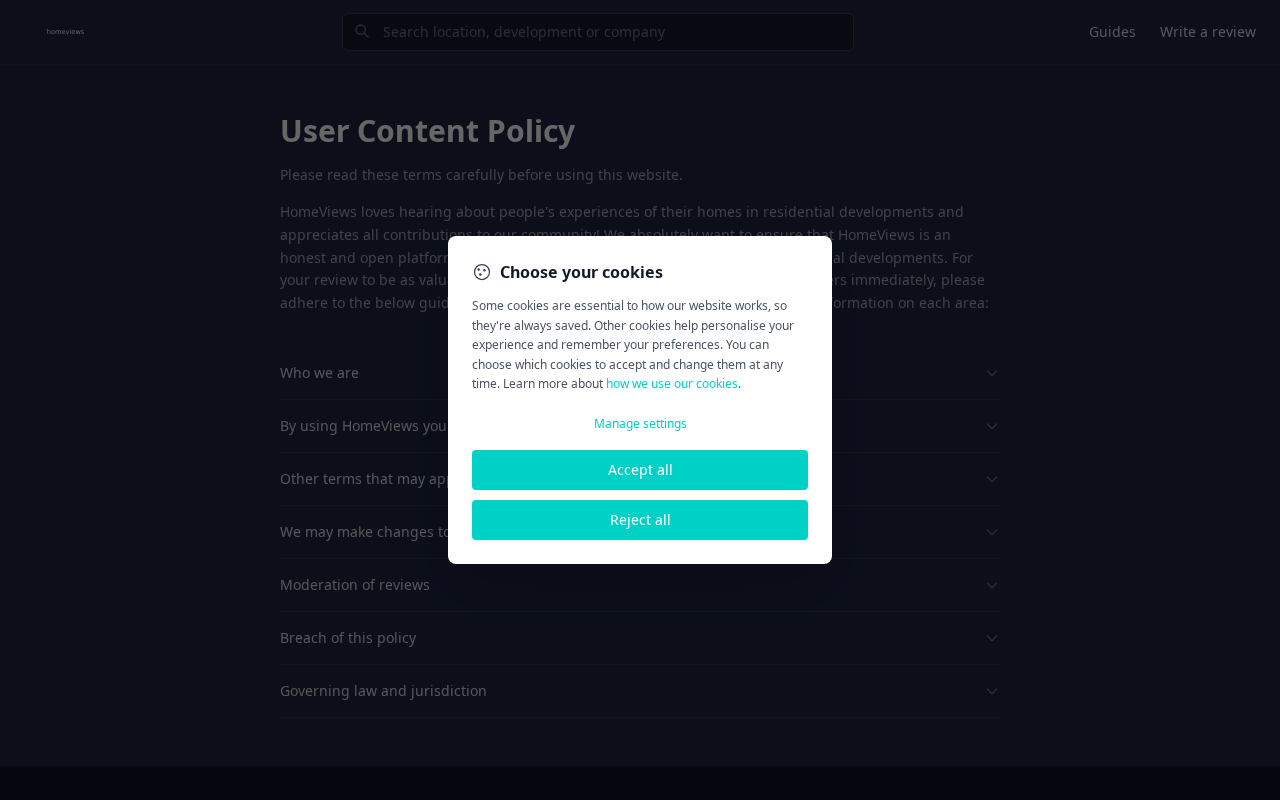 homeviews
Search location, development or company
Guides
Write a review
User Content Policy
Please read these terms carefully before using this website.
HomeViews loves hearing about people's experiences of their homes in residential developments and
appreciates all contributions to our community! We absolutely want to ensure that HomeViews is an
honest and open platform al developments. For
your review to be as valu rs immediately, please
adhere to the below guid ormation on each area:
Choose your cookies
Some cookies are essential to how our website works, so
they're always saved. Other cookies help personalise your
experience and remember your preferences. You can
choose which cookies to accept and change them at any
time. Learn more about how we use our cookies.
Manage settings
Accept all
Reject all
Who we are
By using HomeViews you
Other terms that may app
We may make changes to
Moderation of reviews
Breach of this policy
Governing law and jurisdiction